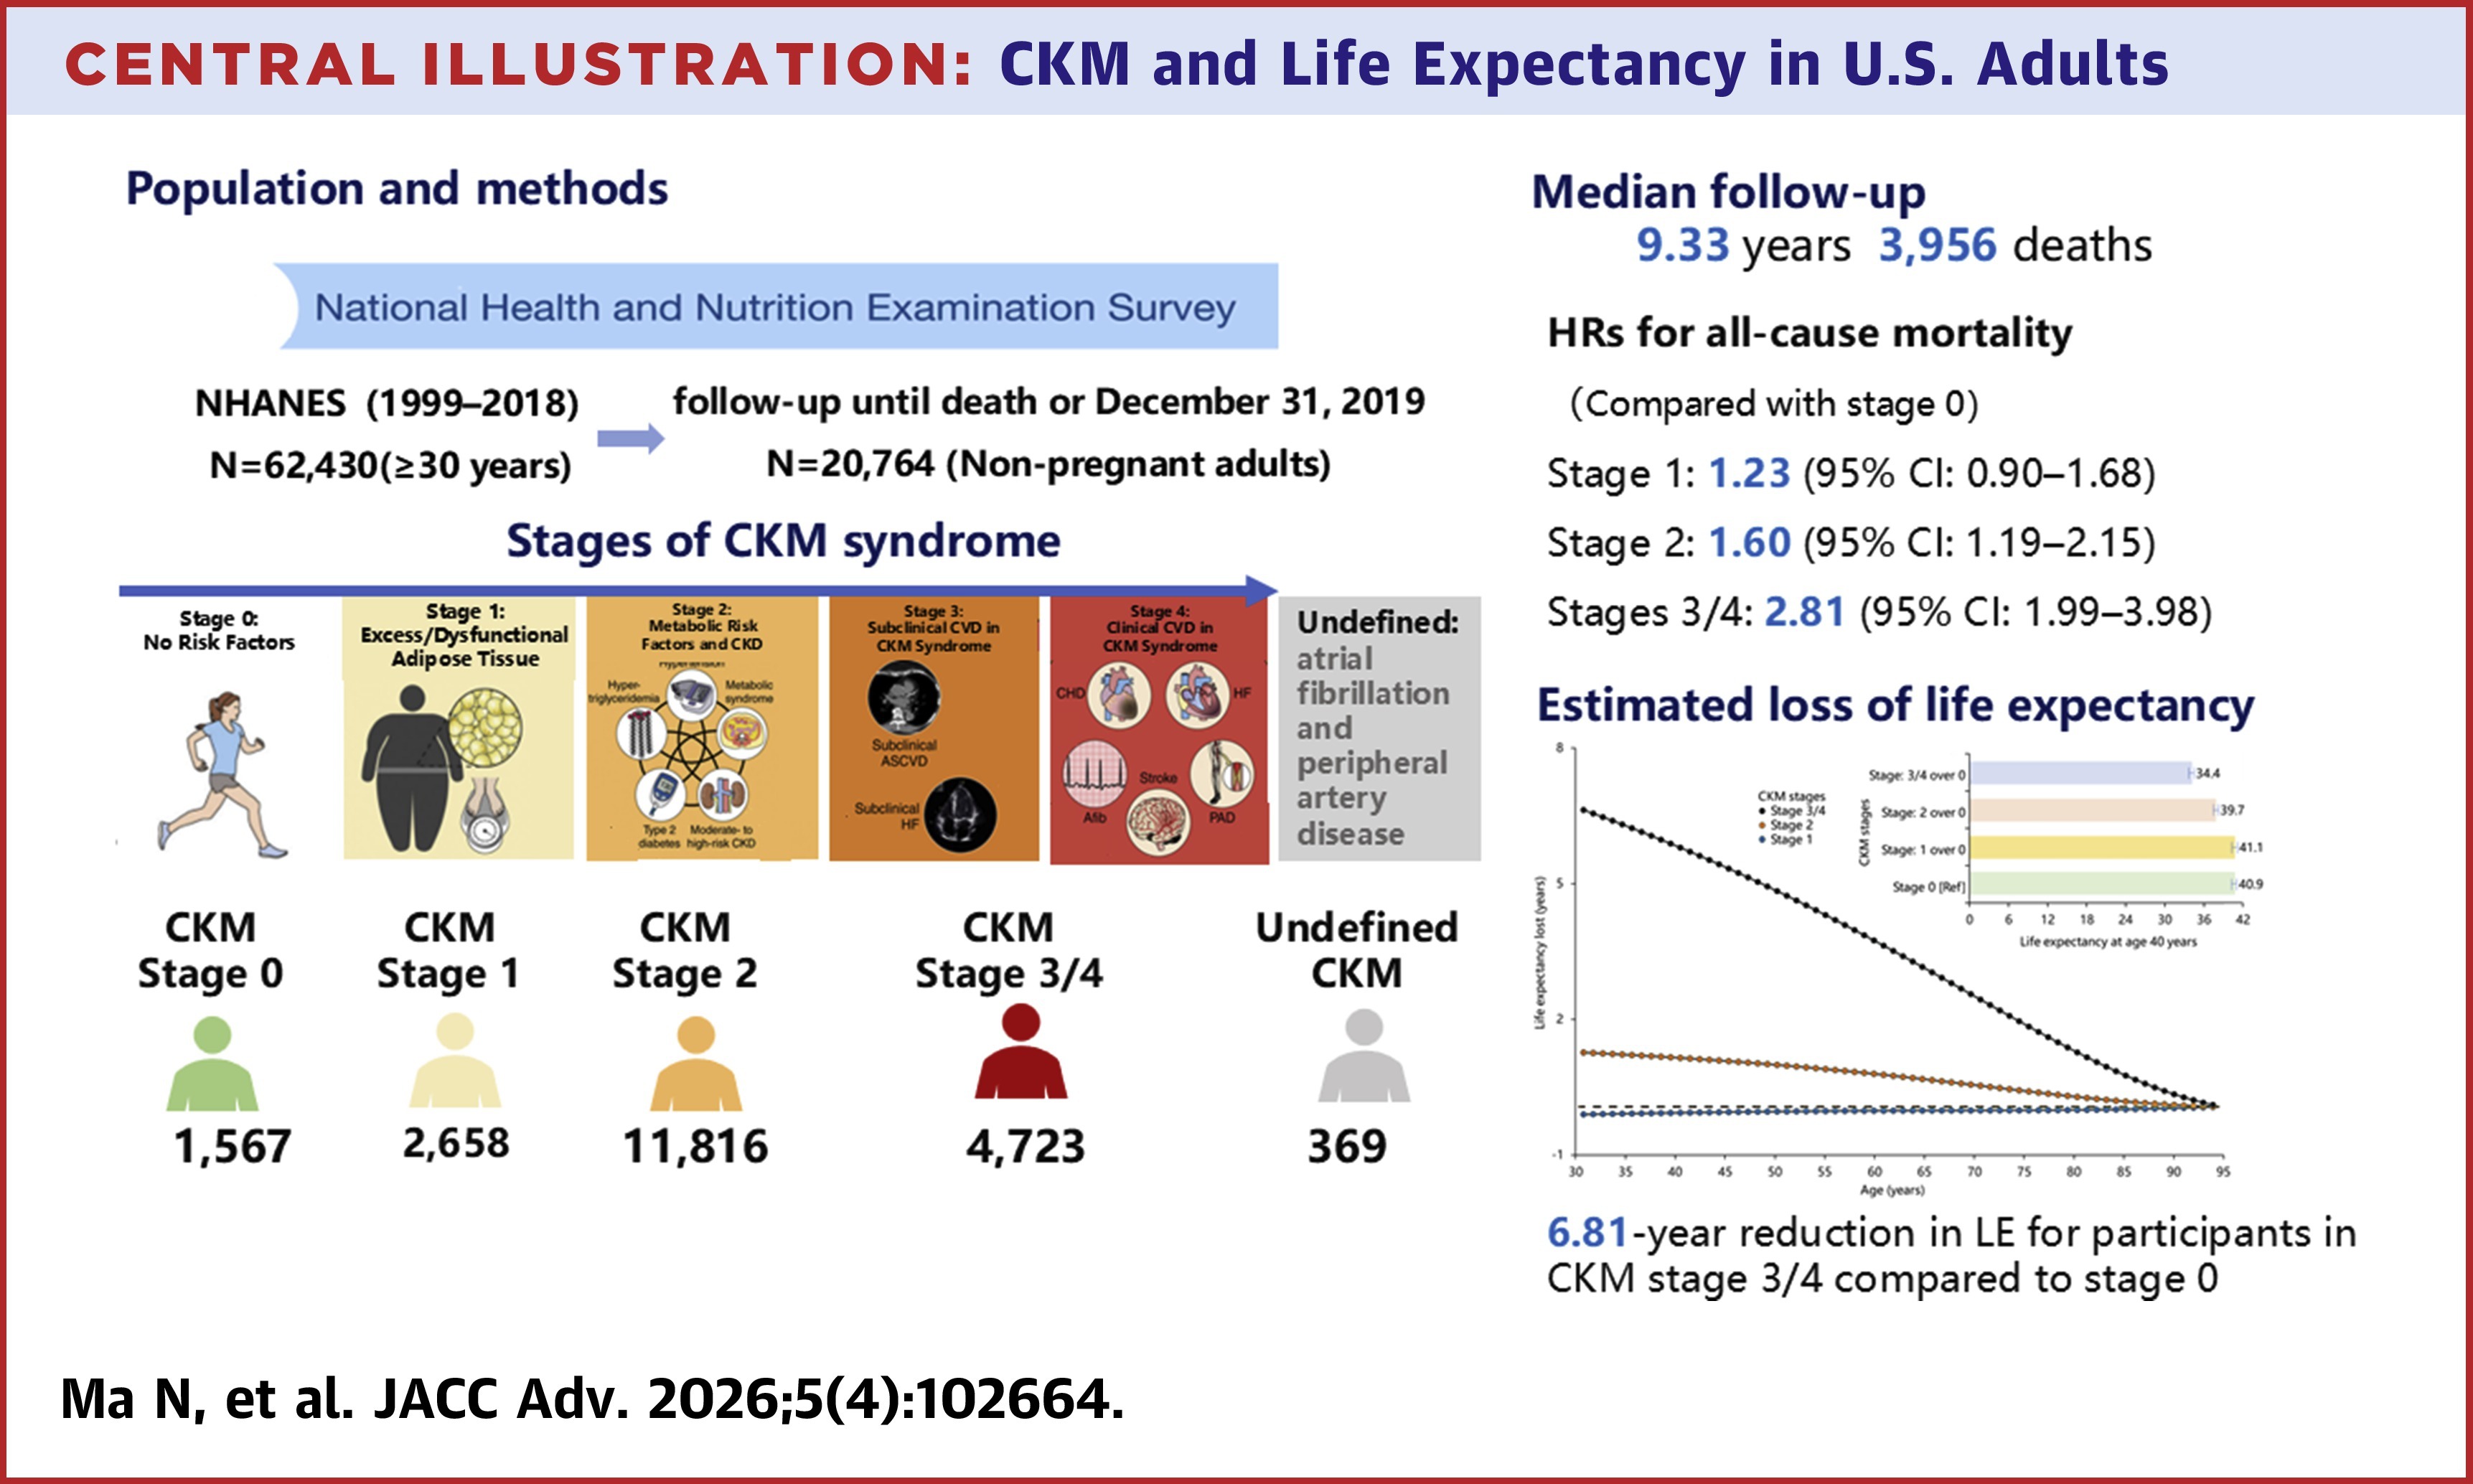 CENTRAL ILLUSTRATION: CKM and Life Expectancy in U.S. Adults
Population and methods
National Health and Nutrition Examination Survey
NHANES (1999–2018)
N=62,430(≥30 years)
follow-up until death or December 31, 2019
N=20,764 (Non-pregnant adults)
Stages of CKM syndrome
Stage 0:
No Risk Factors
Stage 1:
Excess/Dysfunctional
Adipose Tissue
Stage 2:
Metabolic Risk
Factors and CKD
Hyper-
triglyceridemia
Metabolic
syndrome
Type 2
diabetes
Moderate- to
high-risk CKD
Stage 3:
Subclinical CVD in
CKM Syndrome
Subclinical
ASCVD
Subclinical
HF
Stage 4:
Clinical CVD in
CKM Syndrome
CHD
HF
Afib
Stroke
PAD
Undefined:
atrial
fibrillation
and
peripheral
artery
disease
CKM
Stage 0
1,567
CKM
Stage 1
2,658
CKM
Stage 2
11,816
CKM
Stage 3/4
4,723
Undefined
CKM
369
Median follow-up
9.33 years 3,956 deaths
HRs for all-cause mortality
(Compared with stage 0)
Stage 1: 1.23 (95% CI: 0.90–1.68)
Stage 2: 1.60 (95% CI: 1.19–2.15)
Stages 3/4: 2.81 (95% CI: 1.99–3.98)
Estimated loss of life expectancy
Life expectancy lost (years)
8
5
2
-1
30 35 40 45 50 55 60 65 70 75 80 85 90 95
Age (years)
CKM stages
Stage 3/4
Stage 2
Stage 1
CKM stages
Stage: 3/4 over 0
34.4
Stage: 2 over 0
39.7
Stage: 1 over 0
41.1
Stage 0 [Ref]
40.9
0 6 12 18 24 30 36 42
Life expectancy at age 40 years
6.81-year reduction in LE for participants in
CKM stage 3/4 compared to stage 0
Ma N, et al. JACC Adv. 2026;5(4):102664.